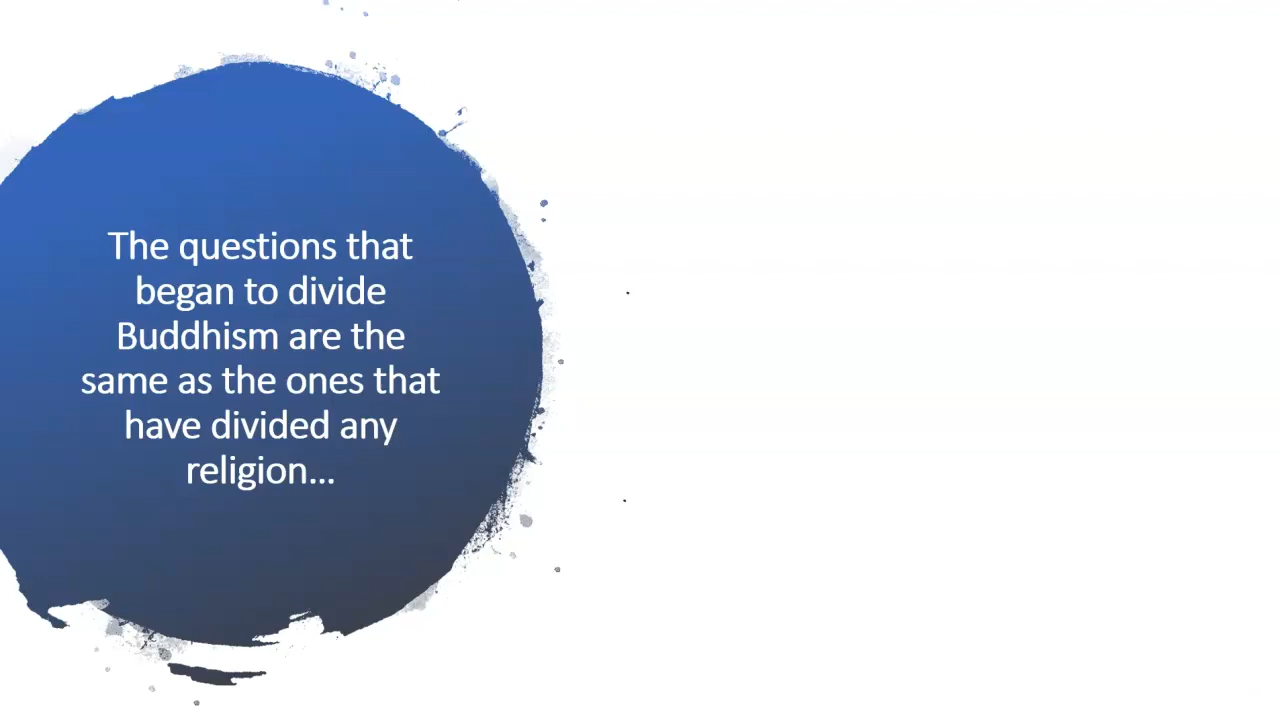 The questions that
began to divide
Buddhism are the
same as the ones that
have divided any
religion...